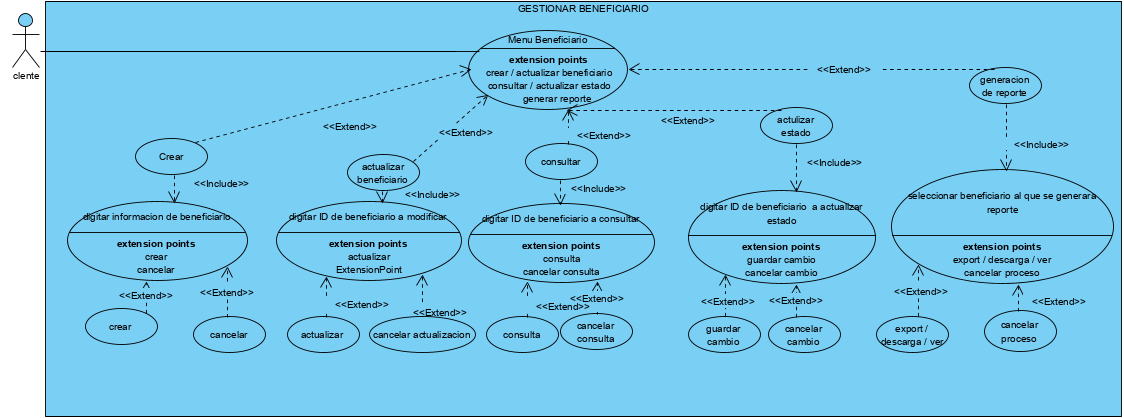 GESTIONAR BENEFICIARIO
clente
Menu Beneficiario
extension points
crear / actualizar beneficiario
consultar / actualizar estado
generar reporte
<<Extend>>
generacion
de reporte
<<Extend>>
<<Extend>>
<<Extend>>
<<Extend>>
actulizar
estado
Crear
actualizar
beneficiario
consultar
<<Include>>
<<Include>>
<<Include>>
<<Include>>
<<Include>>
digitar informacion de beneficiario
extension points
crear
cancelar
digitar ID de beneficiario a modificar
extension points
actualizar
ExtensionPoint
digitar ID de beneficiario a consultar
extension points
consulta
cancelar consulta
digitar ID de beneficiario a actualizar
estado
extension points
guardar cambio
cancelar cambio
seleccionar beneficiario al que se generara
reporte
extension points
export / descarga / ver
cancelar proceso
<<Extend>>
<<Extend>>
<<Extend>>
<<Extend>>
<<Extend>>
<<Extend>>
<<Extend>>
<<Extend>>
<<Extend>>
<<Extend>>
crear
cancelar
actualizar
cancelar actualizacion
consulta
cancelar
consulta
guardar
cambio
cancelar
cambio
export /
descarga / ver
cancelar
proceso